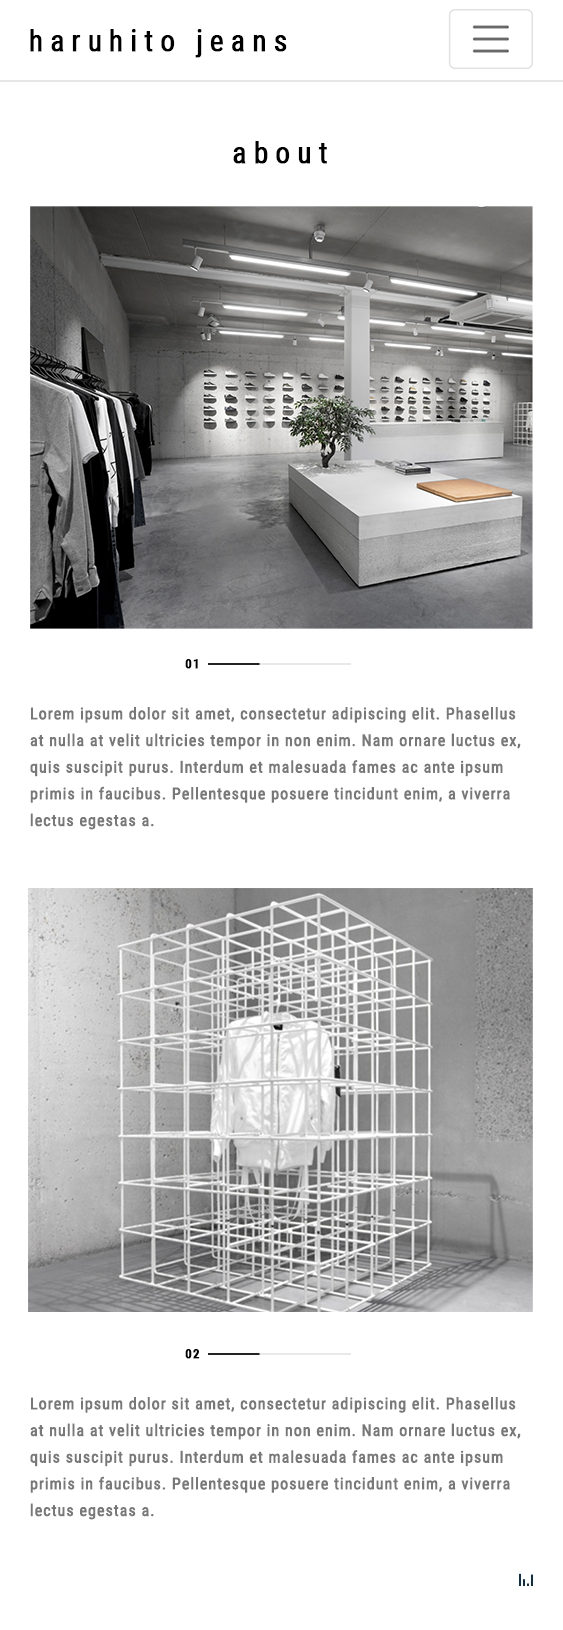 haruhito jeans
about
01
Lorem ipsum dolor sit amet, consectetur adipiscing elit. Phasellus
at nulla at velit ultricies tempor in non enim. Nam ornare luctus ex,
quis suscipit purus. Interdum et malesuada fames ac ante ipsum
primis in faucibus. Pellentesque posuere tincidunt enim, a viverra
lectus egestas a.
02
Lorem ipsum dolor sit amet, consectetur adipiscing elit. Phasellus
at nulla at velit ultricies tempor in non enim. Nam ornare luctus ex,
quis suscipit purus. Interdum et malesuada fames ac ante ipsum
primis in faucibus. Pellentesque posuere tincidunt enim, a viverra
lectus egestas a.